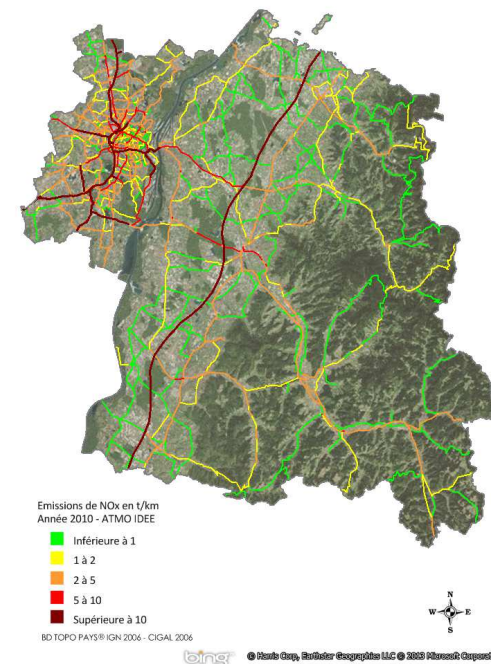 Emissions de NOx en t/km
Année 2010 - ATMO IDEE
Inférieure à 1
1 à 2
2 à 5
5 à 10
Supérieure à 10
BD TOPO PAYS® IGN 2006 - CIGAL 2006
N
W E
S
bing
© Harris Corp, Earthstar Geographics LLC © 2013 Microsoft Corporat